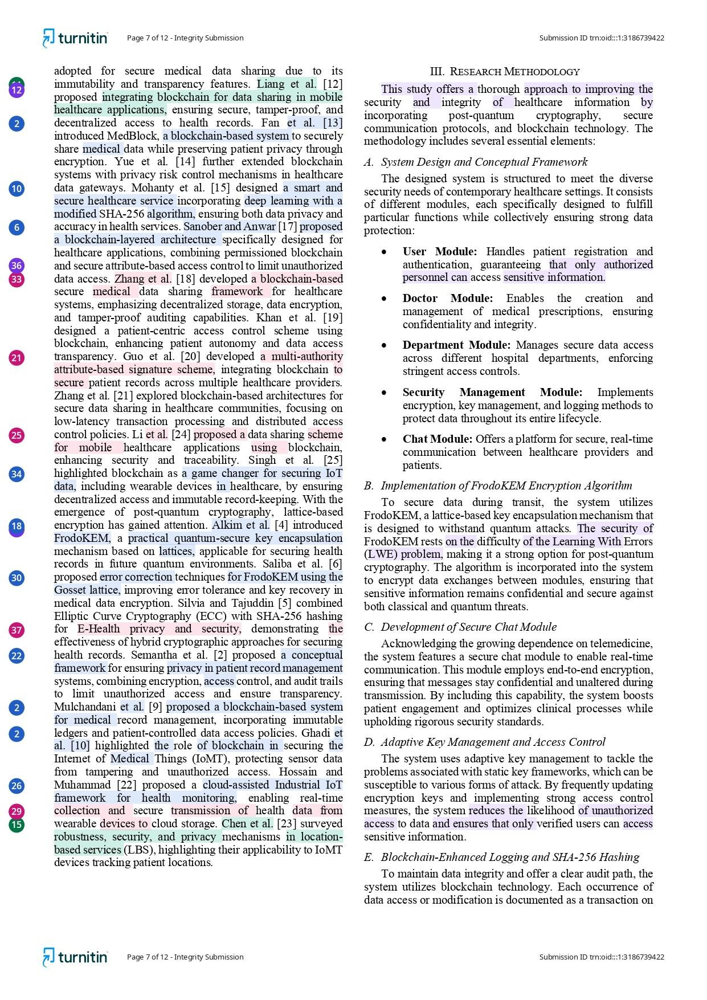 turnitin
Page 7 of 12 - Integrity Submission
Submission ID trn:oid:::1:3186739422
adopted for secure medical data sharing due to its
immutability and transparency features. Liang et al. [12]
proposed integrating blockchain for data sharing in mobile
healthcare applications, ensuring secure, tamper-proof, and
decentralized access to health records. Fan et al. [13]
introduced MedBlock, a blockchain-based system to securely
share medical data while preserving patient privacy through
encryption. Yue et al. [14] further extended blockchain
systems with privacy risk control mechanisms in healthcare
data gateways. Mohanty et al. [15] designed a smart and
secure healthcare service incorporating deep learning with a
modified SHA-256 algorithm, ensuring both data privacy and
accuracy in health services. Sanober and Anwar [17] proposed
a blockchain-layered architecture specifically designed for
healthcare applications, combining permissioned blockchain
and secure attribute-based access control to limit unauthorized
data access. Zhang et al. [18] developed a blockchain-based
secure medical data sharing framework for healthcare
systems, emphasizing decentralized storage, data encryption,
and tamper-proof auditing capabilities. Khan et al. [19]
designed a patient-centric access control scheme using
blockchain, enhancing patient autonomy and data access
transparency. Guo et al. [20] developed a multi-authority
attribute-based signature scheme, integrating blockchain to
secure patient records across multiple healthcare providers.
Zhang et al. [21] explored blockchain-based architectures for
secure data sharing in healthcare communities, focusing on
low-latency transaction processing and distributed access
control policies. Li et al. [24] proposed a data sharing scheme
for mobile healthcare applications using blockchain,
enhancing security and traceability. Singh et al. [25]
highlighted blockchain as a game changer for securing IoT
data, including wearable devices in healthcare, by ensuring
decentralized access and immutable record-keeping. With the
emergence of post-quantum cryptography, lattice-based
encryption has gained attention. Alkim et al. [4] introduced
FrodoKEM, a practical quantum-secure key encapsulation
mechanism based on lattices, applicable for securing health
records in future quantum environments. Saliba et al. [6]
proposed error correction techniques for FrodoKEM using the
Gosset lattice, improving error tolerance and key recovery in
medical data encryption. Silvia and Tajuddin [5] combined
Elliptic Curve Cryptography (ECC) with SHA-256 hashing
for E-Health privacy and security, demonstrating the
effectiveness of hybrid cryptographic approaches for securing
health records. Semantha et al. [2] proposed a conceptual
framework for ensuring privacy in patient record management
systems, combining encryption, access control, and audit trails
to limit unauthorized access and ensure transparency.
Mulchandani et al. [9] proposed a blockchain-based system
for medical record management, incorporating immutable
ledgers and patient-controlled data access policies. Ghadi et
al. [10] highlighted the role of blockchain in securing the
Internet of Medical Things (IoMT), protecting sensor data
from tampering and unauthorized access. Hossain and
Muhammad [22] proposed a cloud-assisted Industrial IoT
framework for health monitoring, enabling real-time
collection and secure transmission of health data from
wearable devices to cloud storage. Chen et al. [23] surveyed
robustness, security, and privacy mechanisms in location-
based services (LBS), highlighting their applicability to IoMT
devices tracking patient locations.
12
2
10
6
36
33
21
25
34
18
30
37
22
2
2
26
29
15
III. RESEARCH METHODOLOGY
This study offers a thorough approach to improving the
security and integrity of healthcare information by
incorporating post-quantum cryptography, secure
communication protocols, and blockchain technology. The
methodology includes several essential elements:
A. System Design and Conceptual Framework
The designed system is structured to meet the diverse
security needs of contemporary healthcare settings. It consists
of different modules, each specifically designed to fulfill
particular functions while collectively ensuring strong data
protection:
• User Module: Handles patient registration and
authentication, guaranteeing that only authorized
personnel can access sensitive information.
• Doctor Module: Enables the creation and
management of medical prescriptions, ensuring
confidentiality and integrity.
• Department Module: Manages secure data access
across different hospital departments, enforcing
stringent access controls.
• Security Management Module: Implements
encryption, key management, and logging methods to
protect data throughout its entire lifecycle.
• Chat Module: Offers a platform for secure, real-time
communication between healthcare providers and
patients.
B. Implementation of FrodoKEM Encryption Algorithm
To secure data during transit, the system utilizes
FrodoKEM, a lattice-based key encapsulation mechanism that
is designed to withstand quantum attacks. The security of
FrodoKEM rests on the difficulty of the Learning With Errors
(LWE) problem, making it a strong option for post-quantum
cryptography. The algorithm is incorporated into the system
to encrypt data exchanges between modules, ensuring that
sensitive information remains confidential and secure against
both classical and quantum threats.
C. Development of Secure Chat Module
Acknowledging the growing dependence on telemedicine,
the system features a secure chat module to enable real-time
communication. This module employs end-to-end encryption,
ensuring that messages stay confidential and unaltered during
transmission. By including this capability, the system boosts
patient engagement and optimizes clinical processes while
upholding rigorous security standards.
D. Adaptive Key Management and Access Control
The system uses adaptive key management to tackle the
problems associated with static key frameworks, which can be
susceptible to various forms of attack. By frequently updating
encryption keys and implementing strong access control
measures, the system reduces the likelihood of unauthorized
access to data and ensures that only verified users can access
sensitive information.
E. Blockchain-Enhanced Logging and SHA-256 Hashing
To maintain data integrity and offer a clear audit path, the
system utilizes blockchain technology. Each occurrence of
data access or modification is documented as a transaction on
turnitin
Page 7 of 12 - Integrity Submission
Submission ID trn:oid:::1:3186739422